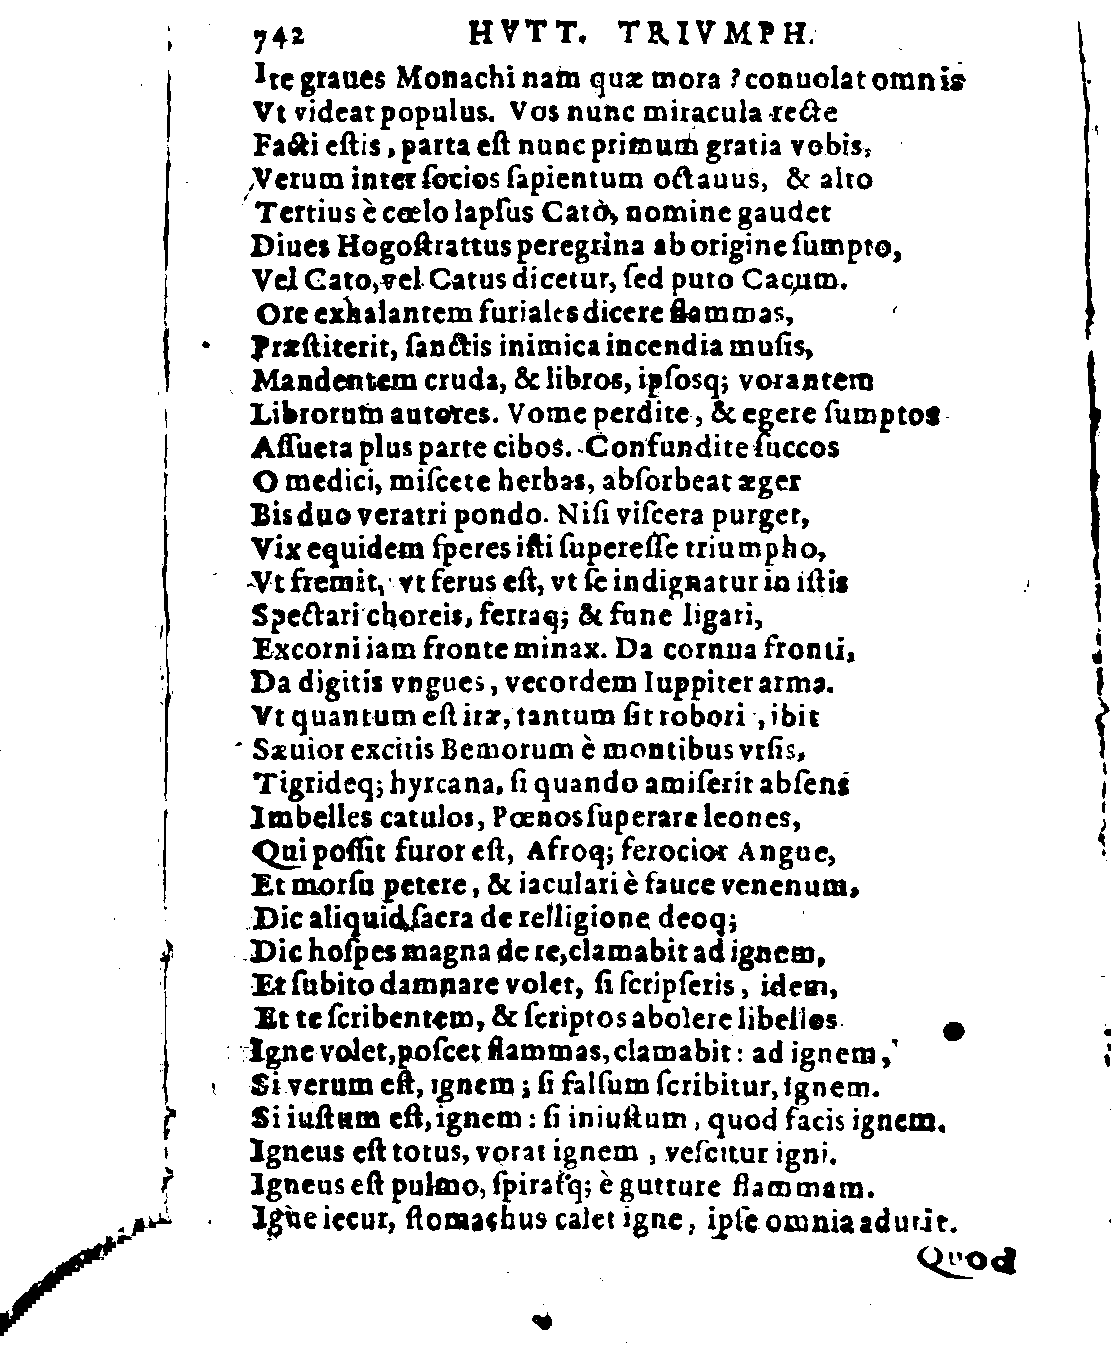 742 HVTT. TRIVMPH.
Ite graues Monachi nam quæ mora ? conuolat omnis
Vt videat populus. Vos nunc miracula recte
Facti eſtis, parta eſt nunc primum gratia vobis,
Verum inter ſocios ſapientum octauus, & alto
Tertius è cœlo lapſus Cato, nomine gaudet
Diues Hogoſtrattus peregrina ab origine ſumpto,
Vel Cato, vel Catus dicetur, ſed puto Cacum.
Ore exhalantem furiales dicere flammas,
Præſtiterit, ſanctis inimica incendia muſis,
Mandentem cruda, & libros, ipſosq; vorantem
Librorum autores. Vome perdite, & egere ſumptos
Aſſueta plus parte cibos. Confundite ſuccos
O medici, miſcete herbas, abſorbeat æger
Bis duo veratri pondo. Niſi viſcera purget,
Vix equidem ſperes iſti ſupereſſe triumpho,
Vt fremit, vt ferus eſt, vt ſe indignatur in iſtis
Spectari choreis, ferraq; & fune ligari,
Excorni iam fronte minax. Da cornua fronti,
Da digitis vngues, vecordem Iuppiter arma.
Vt quantum eſt iræ, tantum ſit robori, ibit
Sæuior excitis Bemorum è montibus vrſis,
Tigrideq; hyrcana, ſi quando amiſerit abſens
Imbelles catulos, Pœnos ſuperare leones,
Qui poſſit furor eſt, Afroq; ferocior Angue,
Et morſu petere, & iaculari è fauce venenum,
Dic aliquid, ſacra de relligione deoq;
Dic hoſpes magna de re, clamabit ad ignem,
Et ſubito damnare volet, ſi ſcripſeris, idem,
Et te ſcribentem, & ſcriptos abolere libellos
Igne volet, poſcet flammas, clamabit: ad ignem,
Si verum eſt, ignem; ſi falſum ſcribitur, ignem.
Si iuſtum eſt, ignem: ſi iniuſtum, quod facis ignem.
Igneus eſt totus, vorat ignem, veſcitur igni.
Igneus eſt pulmo, ſpiratq; è gutture flammam.
Igne iecur, ſtomachus calet igne, ipſe omnia adurit.
Quod